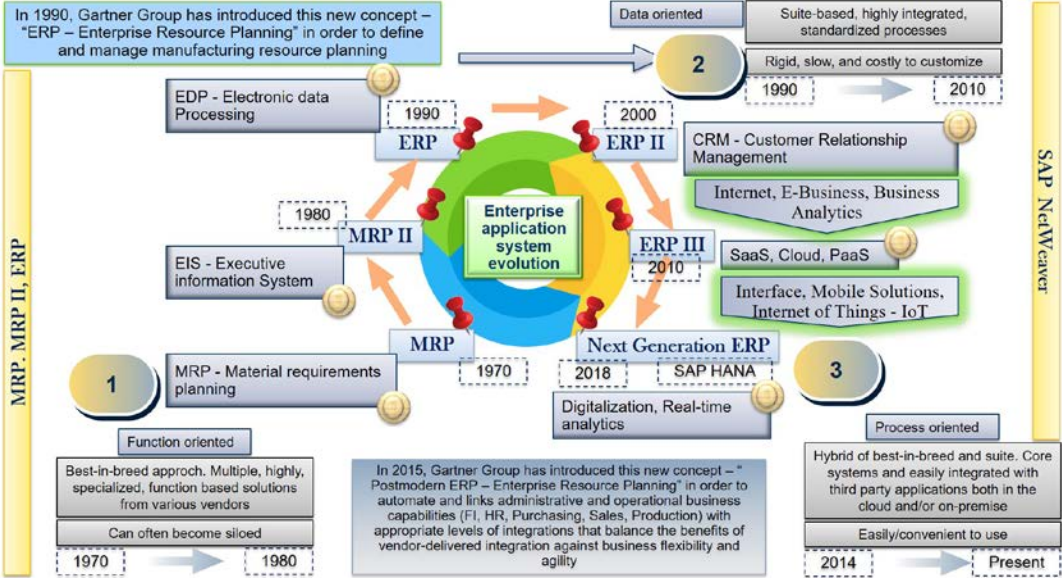 In 1990, Gartner Group has introduced this new concept –
"ERP – Enterprise Resource Planning" in order to define
and manage manufacturing resource planning
Data oriented
2
Suite-based, highly integrated,
standardized processes
Rigid, slow, and costly to customize
1990
2010
MRP. MRP II, ERP
SAP NetWeaver
EDP - Electronic data
Processing
1990
ERP
2000
ERP II
CRM - Customer Relationship
Management
Internet, E-Business, Business
Analytics
1980
MRP II
Enterprise
application
system
evolution
ERP III
2010
SaaS, Cloud, PaaS
EIS - Executive
information System
Interface, Mobile Solutions,
Internet of Things - IoT
MRP
1970
Next Generation ERP
2018
SAP HANA
1
MRP - Material requirements
planning
3
Digitalization, Real-time
analytics
Function oriented
Best-in-breed approch. Multiple, highly,
specialized, function based solutions
from various vendors
Can often become siloed
1970
1980
In 2015, Gartner Group has introduced this new concept – "
Postmodern ERP – Enterprise Resource Planning" in order to
automate and links administrative and operational business
capabilities (FI, HR, Purchasing, Sales, Production) with
appropriate levels of integrations that balance the benefits of
vendor-delivered integration against business flexibility and
agility
Process oriented
Hybrid of best-in-breed and suite. Core
systems and easily integrated with
third party applications both in the
cloud and/or on-premise
Easily/convenient to use
2014
Present